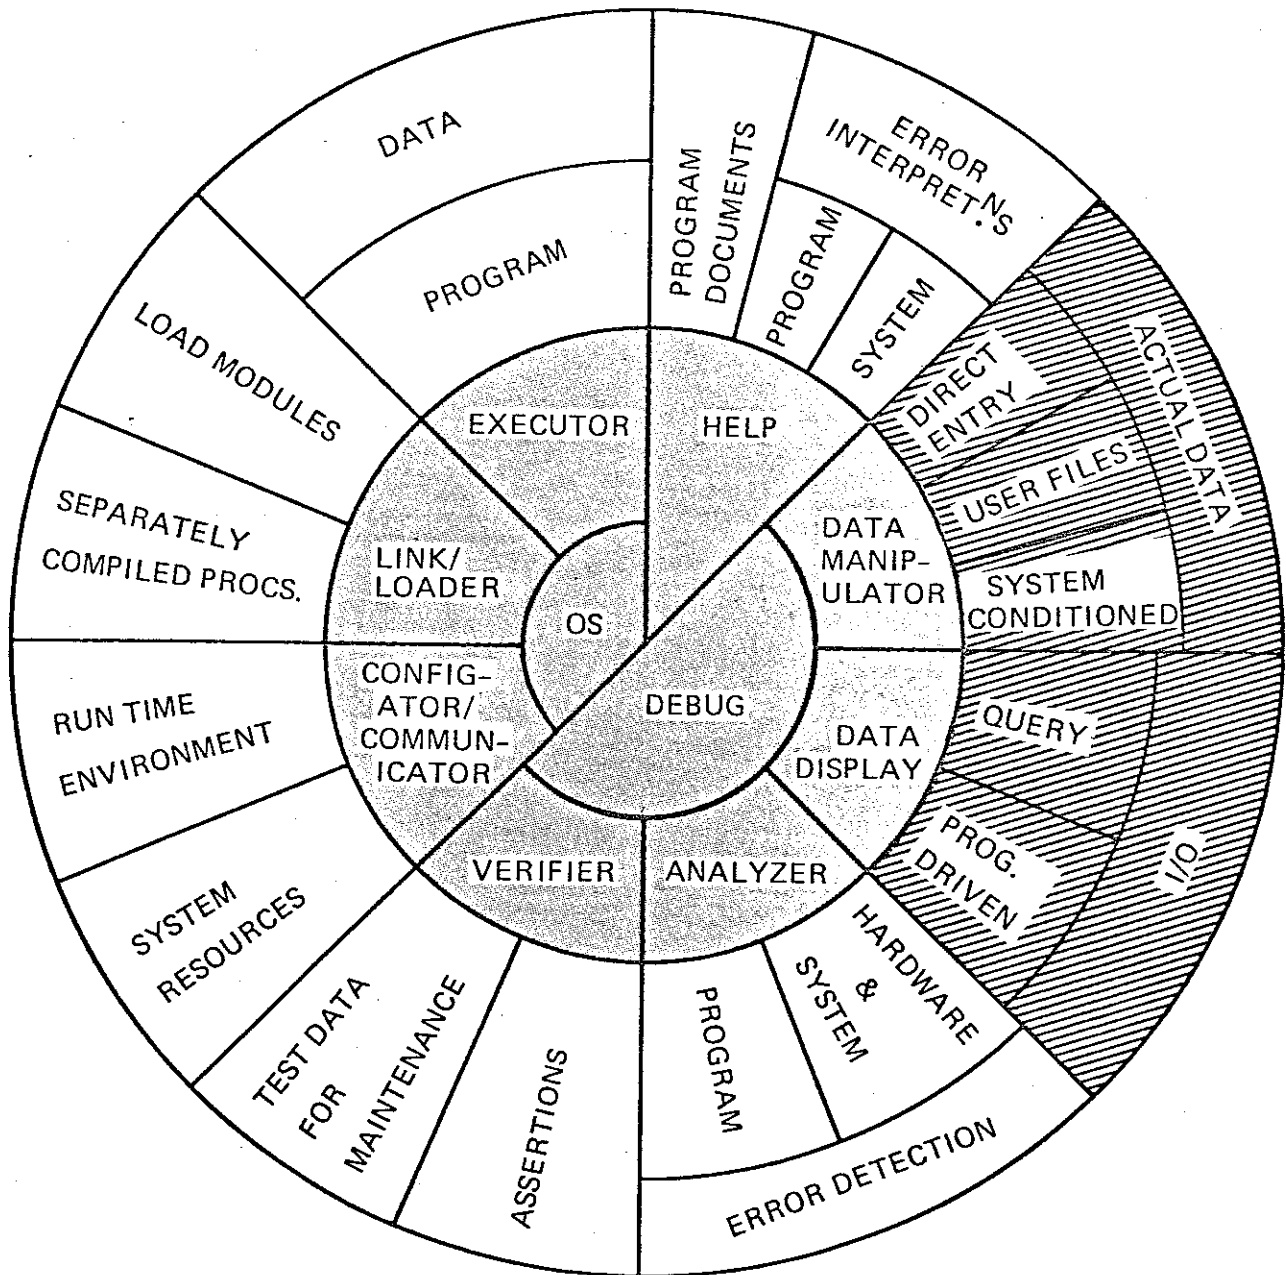 DATA
PROGRAM
PROGRAM
DOCUMENTS
ERROR
INTERPRET.NS
PROGRAM
SYSTEM
ACTUAL DATA
DIRECT
ENTRY
USER FILES
SYSTEM
CONDITIONED
I/O
QUERY
PROG.
DRIVEN
HARDWARE
&
SYSTEM
PROGRAM
ERROR DETECTION
ASSERTIONS
TEST DATA
FOR
MAINTENANCE
SYSTEM
RESOURCES
RUN TIME
ENVIRONMENT
SEPARATELY
COMPILED PROCS.
LOAD MODULES
EXECUTOR
HELP
DATA
MANIP-
ULATOR
DATA
DISPLAY
ANALYZER
VERIFIER
CONFIG-
ATOR/
COMMUN-
ICATOR
LINK/
LOADER
OS
DEBUG